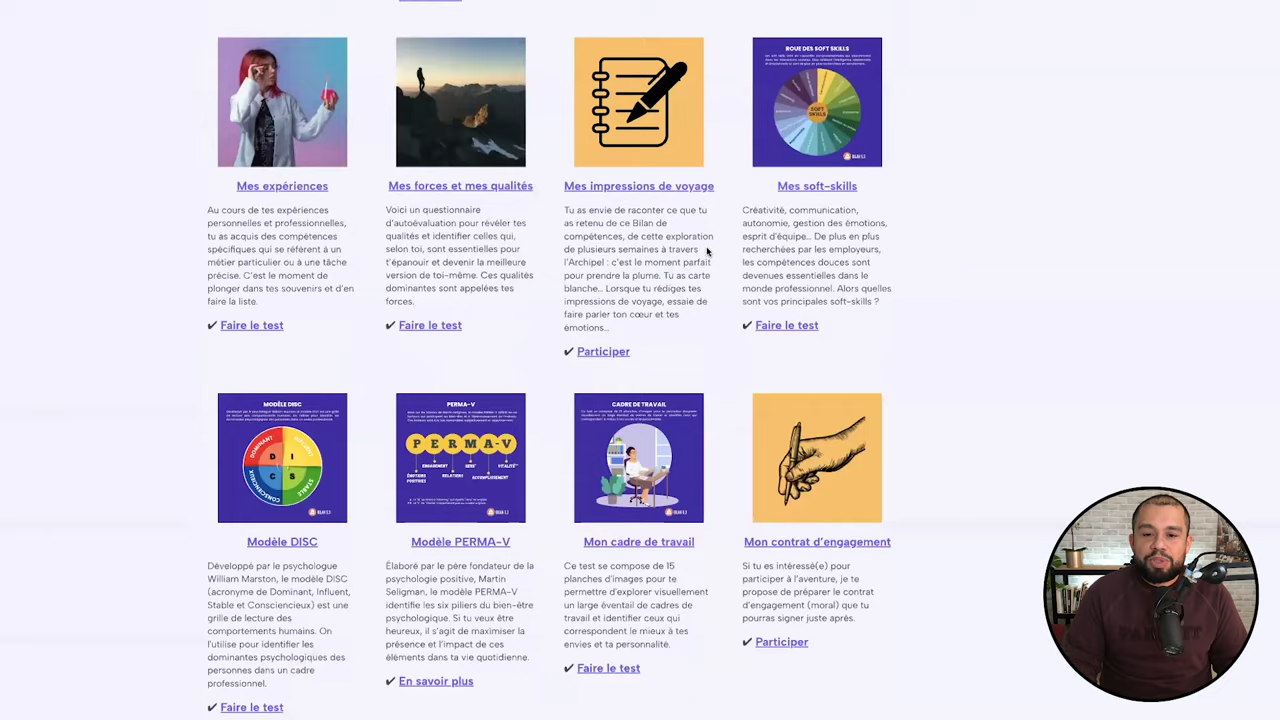 Mes expériences
Au cours de tes expériences
personnelles et professionnelles,
tu as acquis des compétences
spécifiques qui se réfèrent à un
métier particulier ou à une tâche
précise. C'est le moment de
plonger dans tes souvenirs et d'en
faire la liste.
✔ Faire le test
Mes forces et mes qualités
Voici un questionnaire
d'autoévaluation pour révéler tes
qualités et identifier celles qui,
selon toi, sont essentielles pour
t'épanouir et devenir la meilleure
version de toi-même. Ces qualités
dominantes sont appelées tes
forces.
✔ Faire le test
Mes impressions de voyage
Tu as envie de raconter ce que tu
as retenu de ce Bilan de
compétences, de cette exploration
de plusieurs semaines à travers
l'Archipel : c'est le moment parfait
pour prendre la plume. Tu as carte
blanche... Lorsque tu rédiges tes
impressions de voyage, essaie de
faire parler ton cœur et tes
émotions...
✔ Participer
ROUE DES SOFT SKILLS
SOFT
SKILLS
Mes soft-skills
Créativité, communication,
autonomie, gestion des émotions,
esprit d'équipe... De plus en plus
recherchées par les employeurs,
les compétences douces sont
devenues essentielles dans le
monde professionnel. Alors quelles
sont vos principales soft-skills ?
✔ Faire le test
MODÈLE DISC
DOMINANT
INFLUENT
D I
C S
CONSCIENCIEUX
STABLE
Modèle DISC
Développé par le psychologue
William Marston, le modèle DISC
(acronyme de Dominant, Influent,
Stable et Consciencieux) est une
grille de lecture des
comportements humains. On
l'utilise pour identifier les
dominantes psychologiques des
personnes dans un cadre
professionnel.
✔ Faire le test
PERMA-V
P E R M A-V
ENGAGEMENT
SENS
VITALITÉ
ÉMOTIONS
POSITIVES
RELATIONS
ACCOMPLISSEMENT
Modèle PERMA-V
Élaboré par le père fondateur de la
psychologie positive, Martin
Seligman, le modèle PERMA-V
identifie les six piliers du bien-être
psychologique. Si tu veux être
heureux, il s'agit de maximiser la
présence et l'impact de ces
éléments dans ta vie quotidienne.
✔ En savoir plus
CADRE DE TRAVAIL
Mon cadre de travail
Ce test se compose de 15
planches d'images pour te
permettre d'explorer visuellement
un large éventail de cadres de
travail et identifier ceux qui
correspondent le mieux à tes
envies et ta personnalité.
✔ Faire le test
Mon contrat d'engagement
Si tu es intéressé(e) pour
participer à l'aventure, je te
propose de préparer le contrat
d'engagement (moral) que tu
pourras signer juste après.
✔ Participer